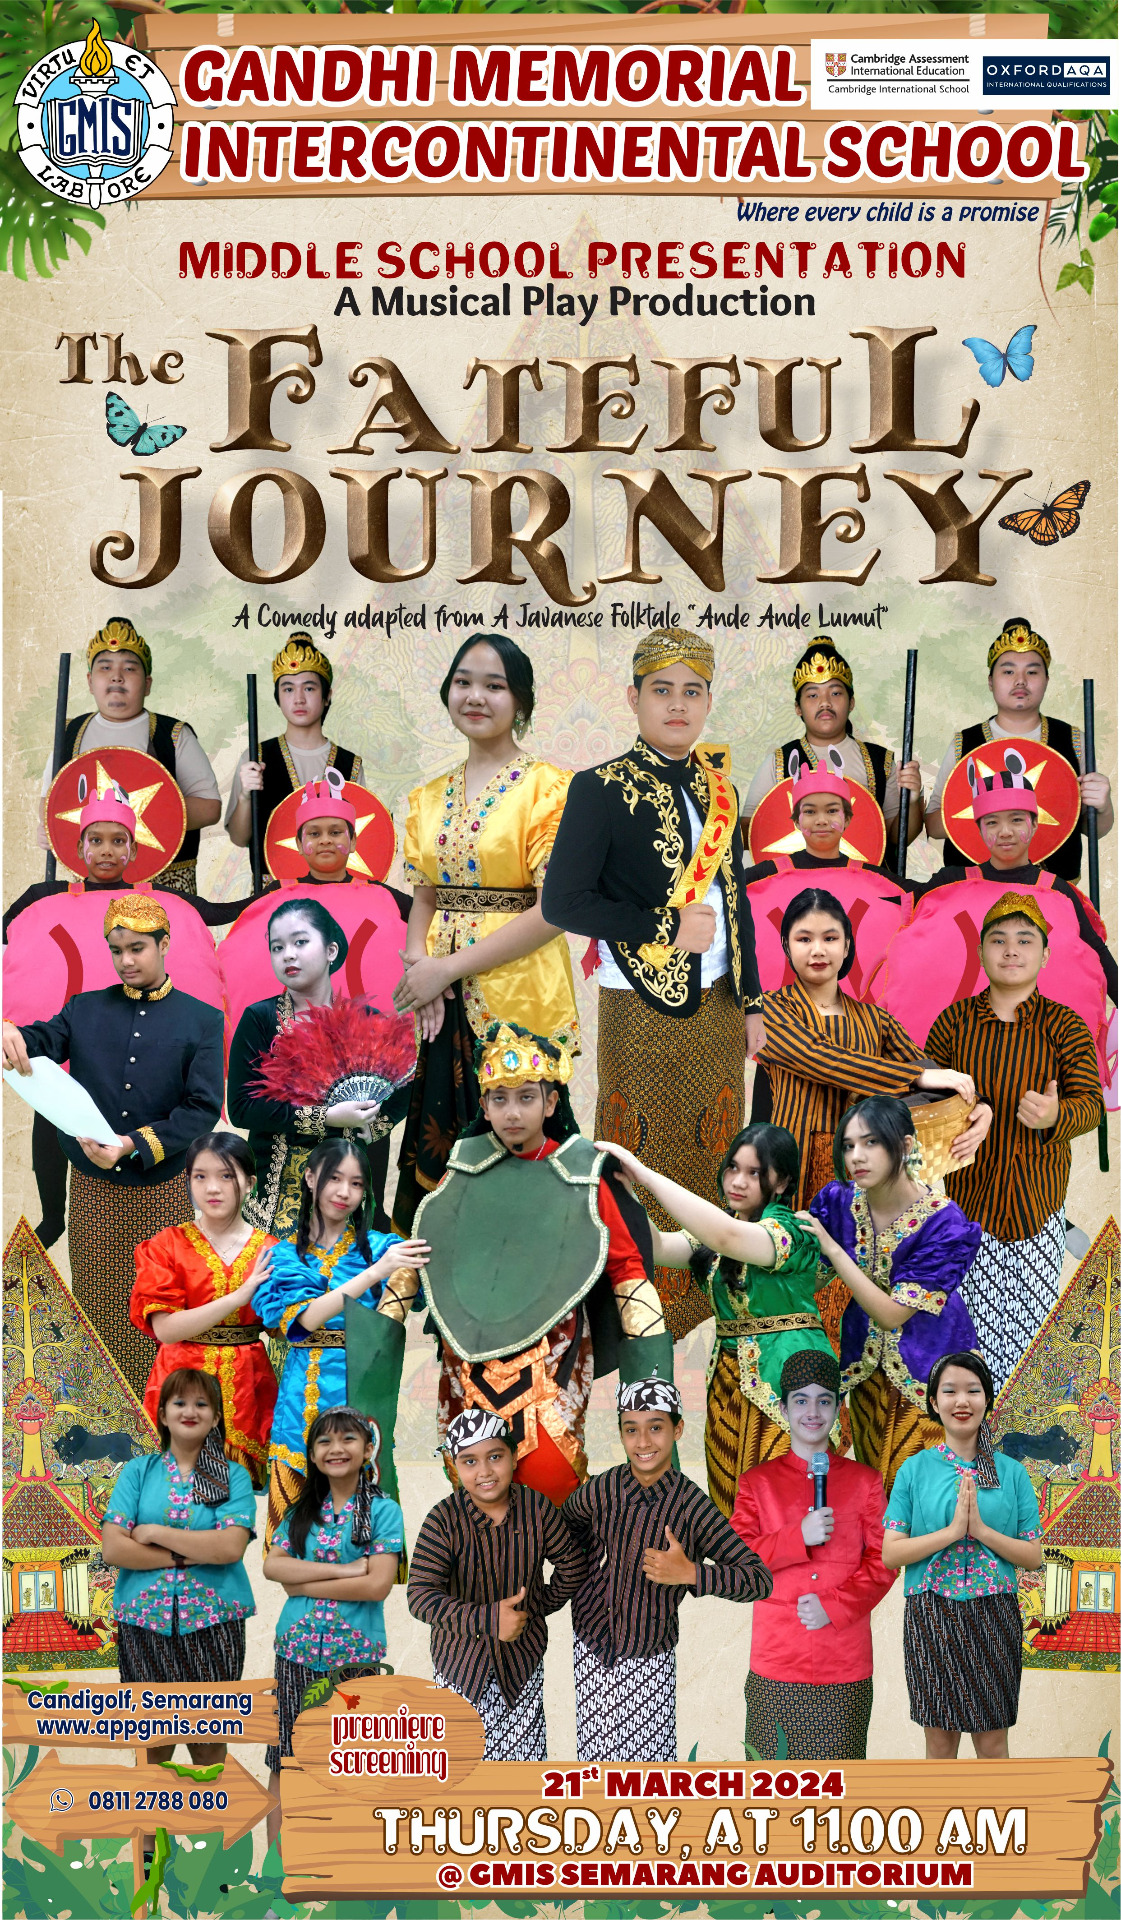 VIRTU ET
GMIS
LABORE
GANDHI MEMORIAL
INTERCONTINENTAL SCHOOL
Cambridge Assessment
International Education
Cambridge International School
OXFORD AQA
INTERNATIONAL QUALIFICATIONS
Where every child is a promise
MIDDLE SCHOOL PRESENTATION
A Musical Play Production
The FATEFUL
JOURNEY
A Comedy adapted from A Javanese Folktale "Ande Ande Lumut"
Candigolf, Semarang
www.appgmis.com
0811 2788 080
premiere
screening
21st MARCH 2024
THURSDAY, AT 11.00 AM
@ GMIS SEMARANG AUDITORIUM